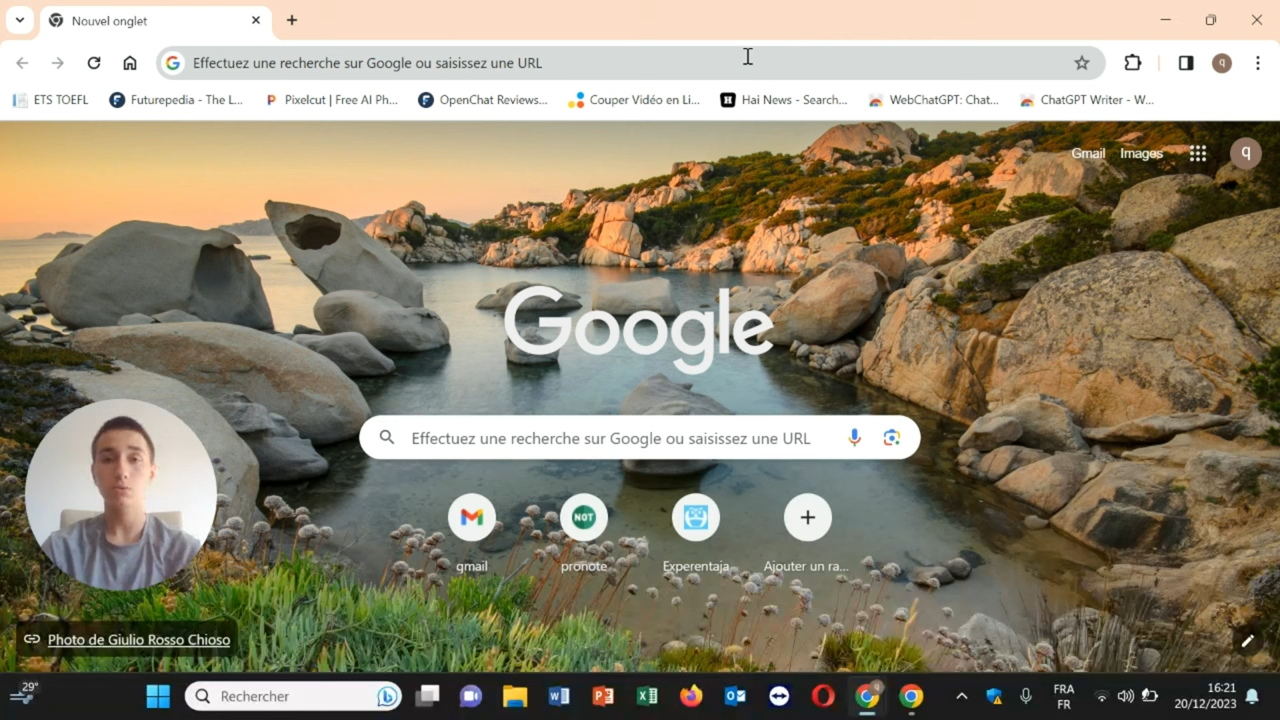 Nouvel onglet
Effectuez une recherche sur Google ou saisissez une URL
q
ETS TOEFL
Futurepedia - The L...
Pixelcut | Free AI Ph...
OpenChat Reviews...
Couper Vidéo en Li...
H
Hai News - Search...
WebChatGPT: Chat...
ChatGPT Writer - W...
Gmail
Images
q
Google
Effectuez une recherche sur Google ou saisissez une URL
NOT
gmail
pronote
Experentaja
Ajouter un ra...
Photo de Giulio Rosso Chioso
29°
Rechercher
FRA
FR
16:21
20/12/2023